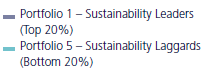 Portfolio 1 – Sustainability Leaders
(Top 20%)
Portfolio 5 – Sustainability Laggards
(Bottom 20%)